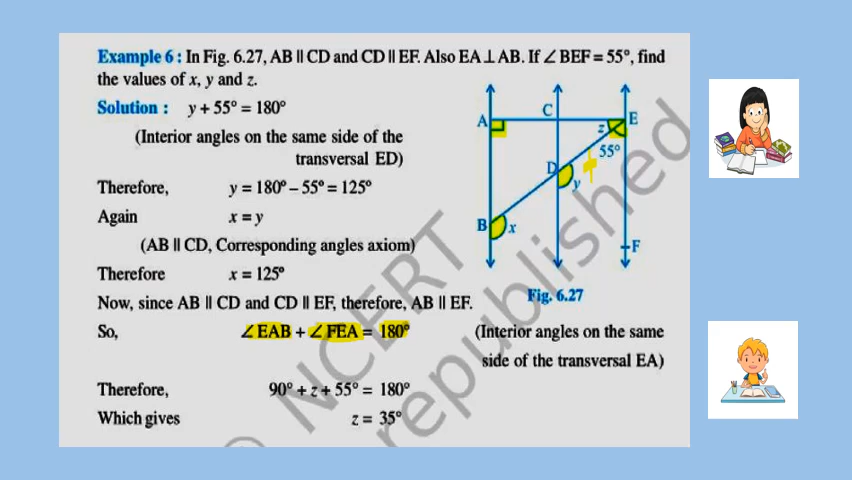 Example 6 : In Fig. 6.27, AB || CD and CD || EF. Also EA ⊥ AB. If ∠ BEF = 55°, find
the values of x, y and z.
Solution : y + 55° = 180°
(Interior angles on the same side of the
transversal ED)
Therefore, y = 180° – 55° = 125°
Again x = y
(AB || CD, Corresponding angles axiom)
Therefore x = 125°
Now, since AB || CD and CD || EF, therefore, AB || EF.
So, ∠ EAB + ∠ FEA = 180° (Interior angles on the same
side of the transversal EA)
Therefore, 90° + z + 55° = 180°
Which gives z = 35°
A
C
E
z
55°
D
y
B
x
F
Fig. 6.27
© NCERT
republished